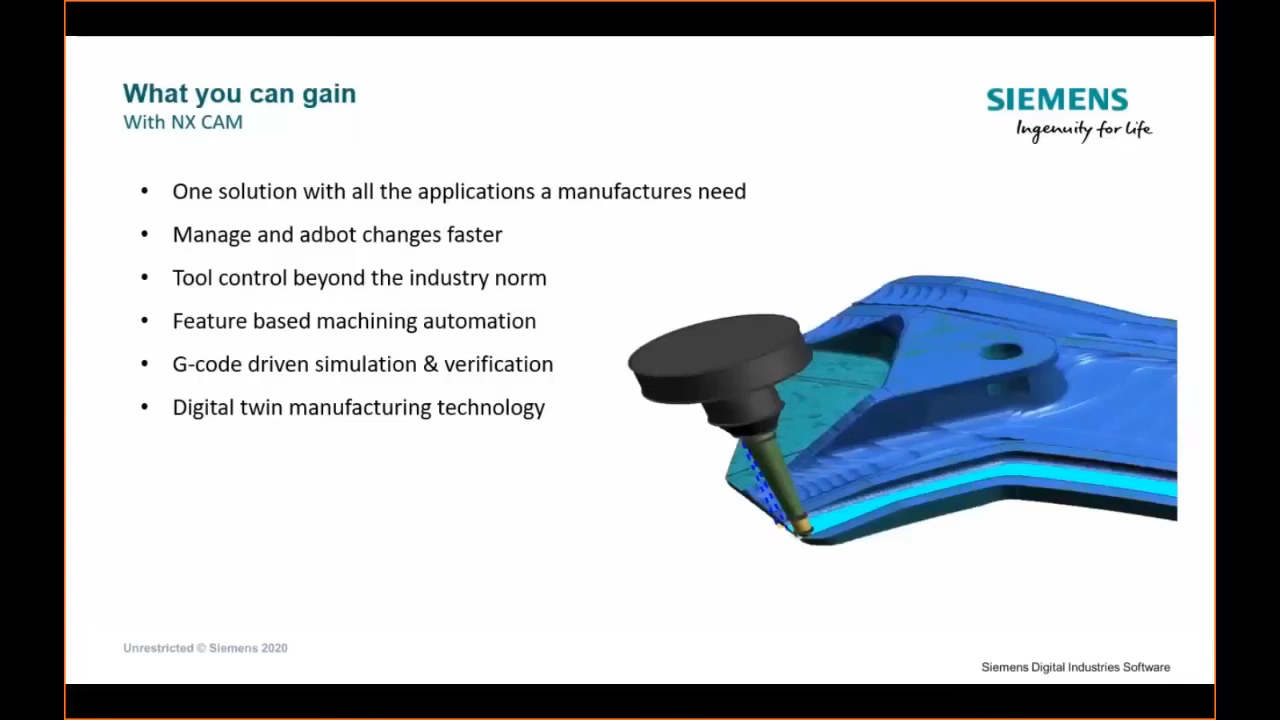 What you can gain
With NX CAM
SIEMENS
Ingenuity for life
• One solution with all the applications a manufactures need
• Manage and adbot changes faster
• Tool control beyond the industry norm
• Feature based machining automation
• G-code driven simulation & verification
• Digital twin manufacturing technology
Unrestricted © Siemens 2020
Siemens Digital Industries Software